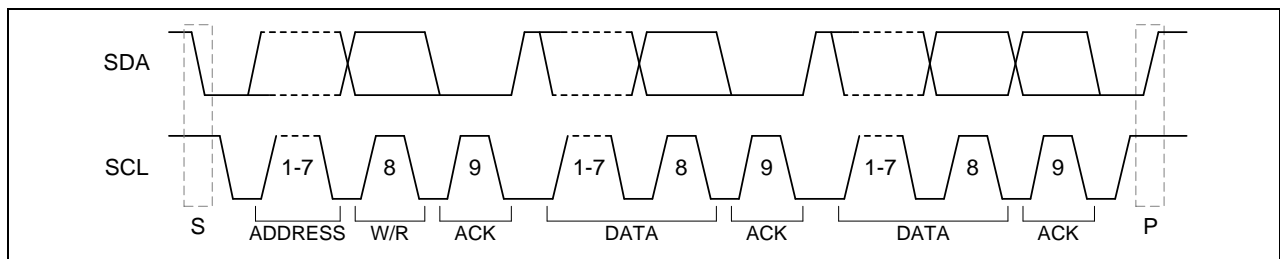 SDA
SCL 1-7 8 9 1-7 8 9 1-7 8 9
S ADDRESS W/R ACK DATA ACK DATA ACK P